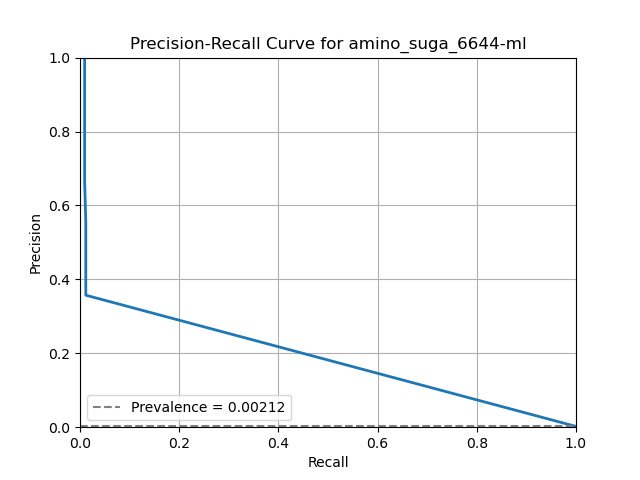 Precision-Recall Curve for amino_suga_6644-ml
1.0
0.8
0.6
0.4
0.2
0.0
Precision
Prevalence = 0.00212
0.0 0.2 0.4 0.6 0.8 1.0
Recall